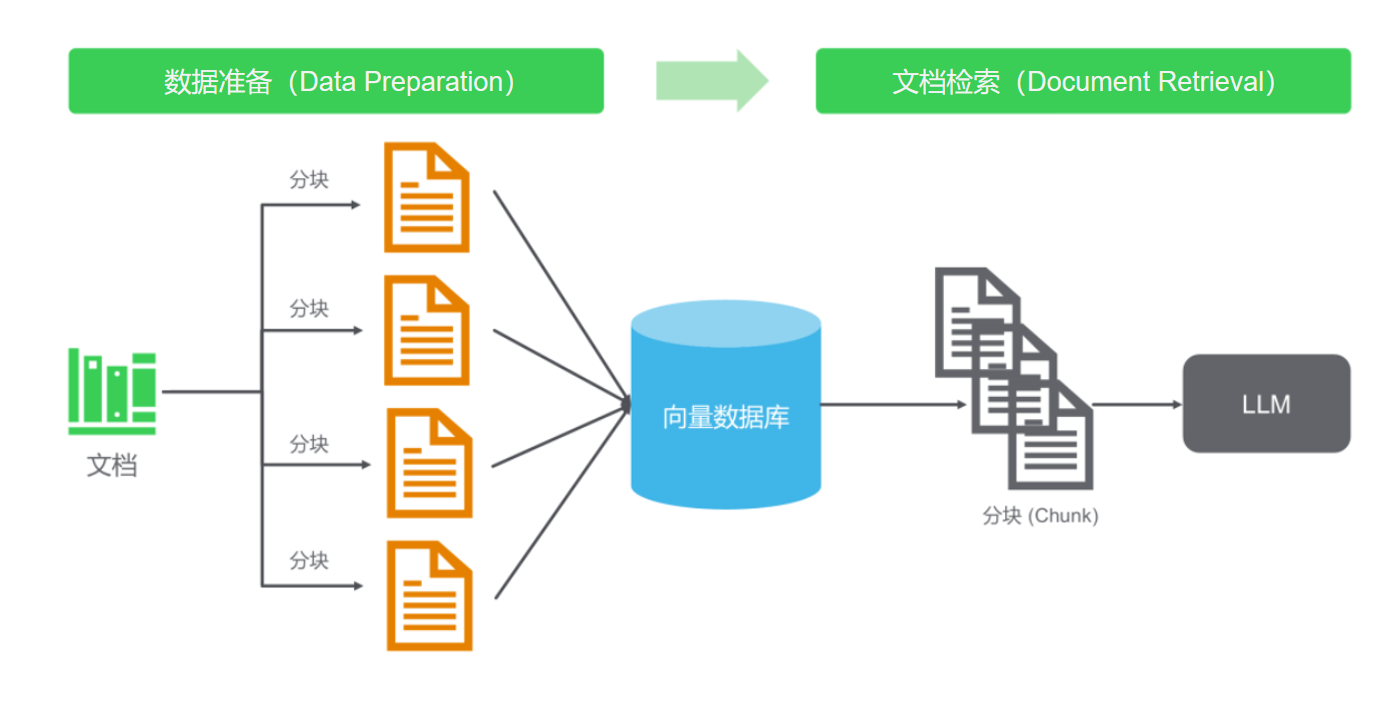 数据准备（Data Preparation）
文档检索（Document Retrieval）
分块
分块
分块
分块
文档
向量数据库
分块 (Chunk)
LLM